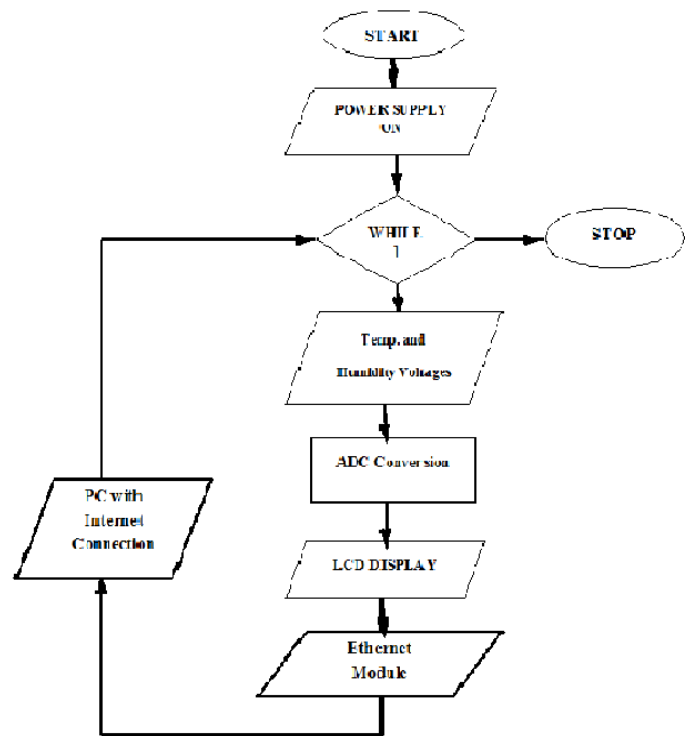 START
POWER SUPPLY
ON
WHILE
1
STOP
Temp. and
Humidity Voltages
ADC Conversion
PC with
Internet
Connection
LCD DISPLAY
Ethernet
Module